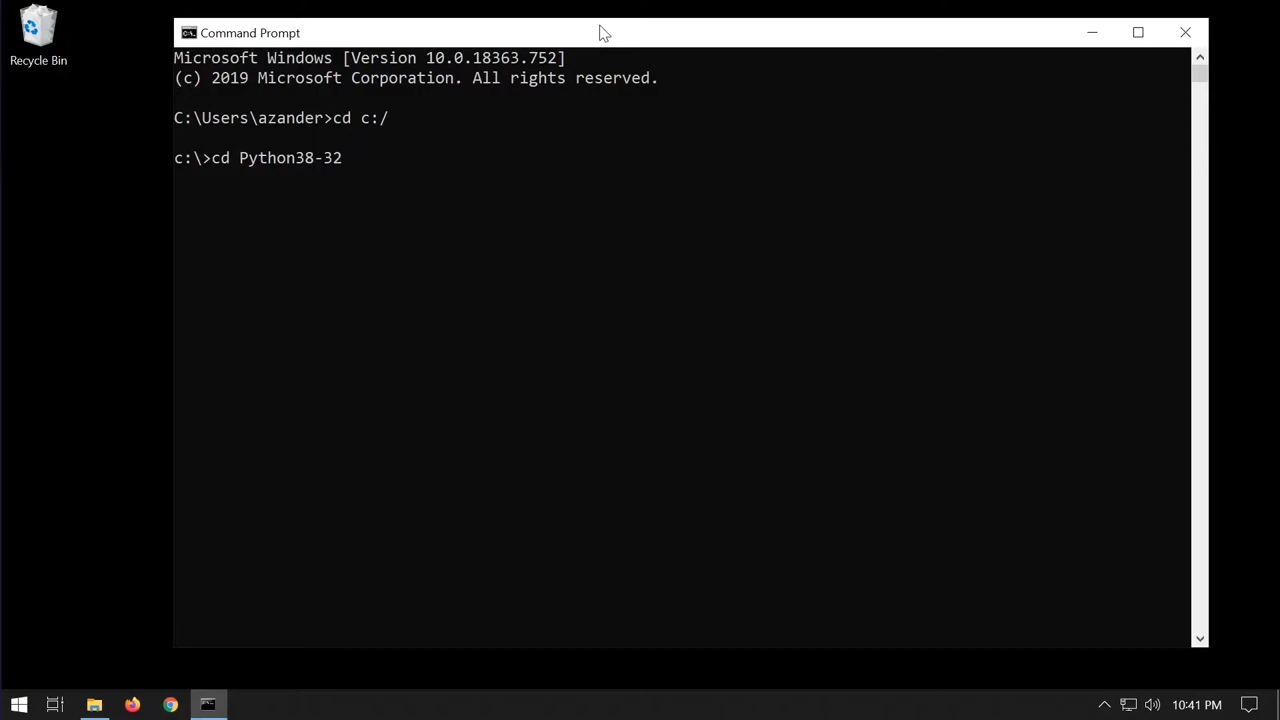 Recycle Bin
Command Prompt
Microsoft Windows [Version 10.0.18363.752]
(c) 2019 Microsoft Corporation. All rights reserved.
C:\Users\azander>cd c:/
c:\>cd Python38-32
10:41 PM